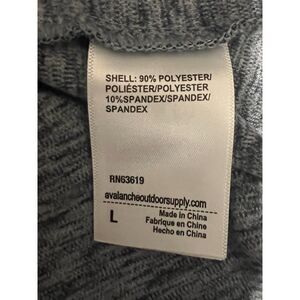 SHELL: 90% POLYESTER/
POLIÉSTER/POLYESTER
10%SPANDEX/SPANDEX/
SPANDEX
RN63619
avalancheoutdoorsupply.com
L
Made in China
Fabrique en Chine
Hecho en China